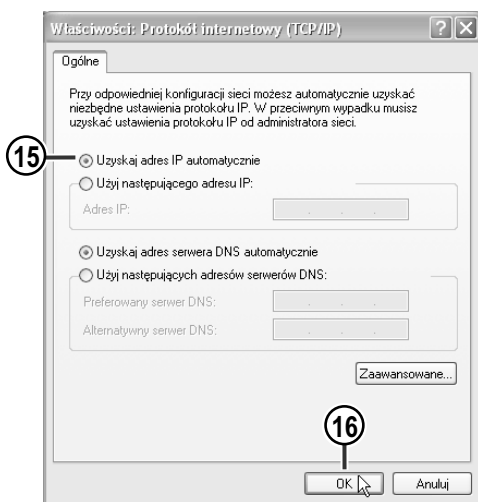 Właściwości: Protokół internetowy (TCP/IP)
Ogólne
Przy odpowiedniej konfiguracji sieci możesz automatycznie uzyskać
niezbędne ustawienia protokołu IP. W przeciwnym wypadku musisz
uzyskać ustawienia protokołu IP od administratora sieci.
15
Uzyskaj adres IP automatycznie
Użyj następującego adresu IP:
Adres IP:
Uzyskaj adres serwera DNS automatycznie
Użyj następujących adresów serwerów DNS:
Preferowany serwer DNS:
Alternatywny serwer DNS:
Zaawansowane...
16
OK
Anuluj